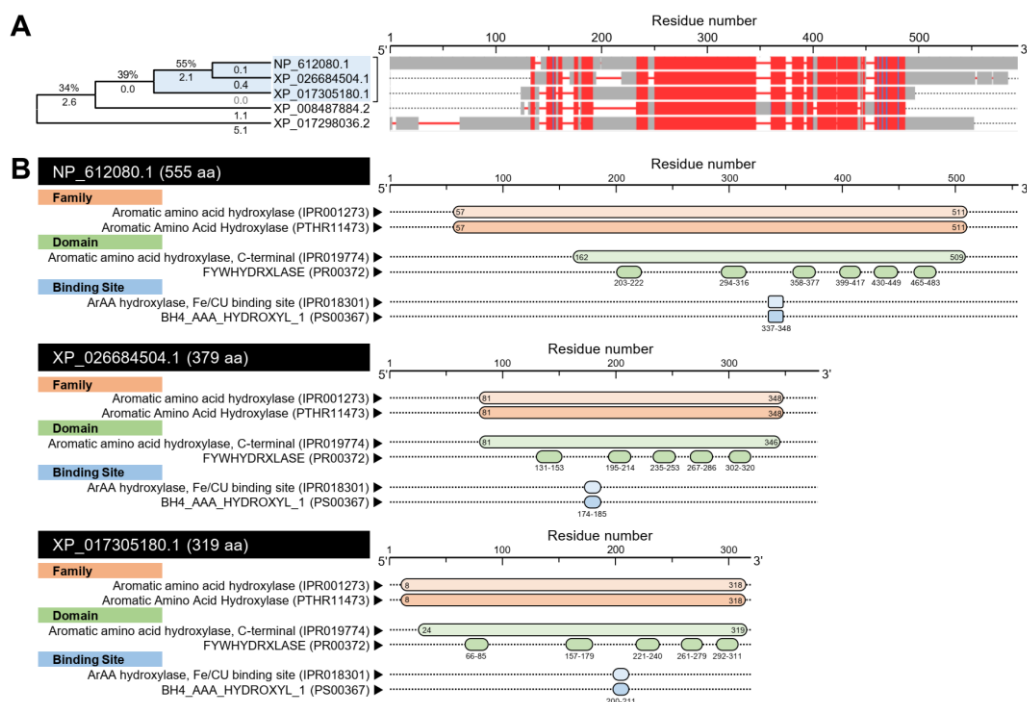 A
Residue number
5'
1
100
200
300
400
500
3'
34%
2.6
39%
0.0
55%
2.1
0.1
0.4
0.0
1.1
5.1
NP_612080.1
XP_026684504.1
XP_017305180.1
XP_008487884.2
XP_017298036.2
B
NP_612080.1 (555 aa)
Residue number
5'
100
200
300
400
500
3'
Family
Aromatic amino acid hydroxylase (IPR001273)
57
511
Aromatic Amino Acid Hydroxylase (PTHR11473)
57
511
Domain
Aromatic amino acid hydroxylase, C-terminal (IPR019774)
162
509
FYWHYDRXLASE (PR00372)
203-222
294-316
358-377
399-417
430-449
465-483
Binding Site
ArAA hydroxylase, Fe/CU binding site (IPR018301)
BH4_AAA_HYDROXYL_1 (PS00367)
337-348
XP_026684504.1 (379 aa)
Residue number
5'
100
200
300
3'
Family
Aromatic amino acid hydroxylase (IPR001273)
81
348
Aromatic Amino Acid Hydroxylase (PTHR11473)
81
348
Domain
Aromatic amino acid hydroxylase, C-terminal (IPR019774)
81
346
FYWHYDRXLASE (PR00372)
131-153
195-214
235-253
267-286
302-320
Binding Site
ArAA hydroxylase, Fe/CU binding site (IPR018301)
BH4_AAA_HYDROXYL_1 (PS00367)
174-185
XP_017305180.1 (319 aa)
Residue number
5'
100
200
300
3'
Family
Aromatic amino acid hydroxylase (IPR001273)
8
318
Aromatic Amino Acid Hydroxylase (PTHR11473)
8
318
Domain
Aromatic amino acid hydroxylase, C-terminal (IPR019774)
24
319
FYWHYDRXLASE (PR00372)
66-85
157-179
221-240
261-279
292-311
Binding Site
ArAA hydroxylase, Fe/CU binding site (IPR018301)
BH4_AAA_HYDROXYL_1 (PS00367)
200-211